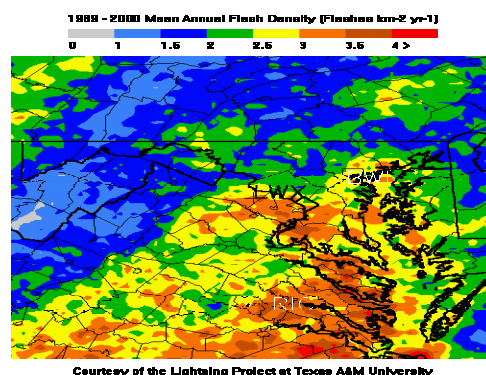 1989 - 2000 Mean Annual Flash Density (Flashes km-2 yr-1)
0 1 1.5 2 2.5 3 3.5 4 >
BWI
LWX
RIC
Courtesy of the Lightning Project at Texas A&M University